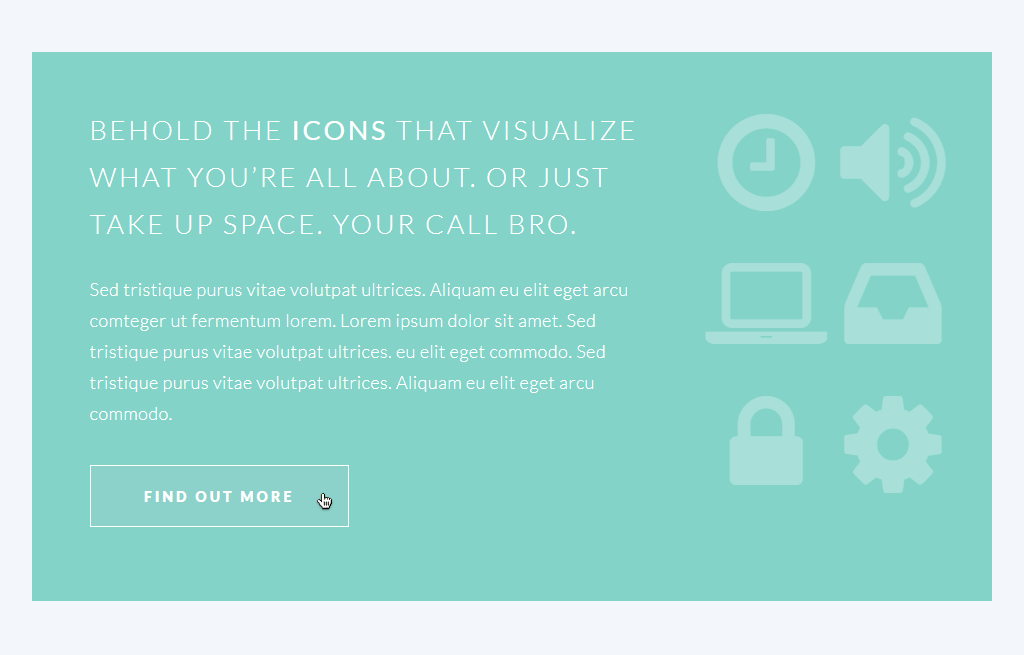 BEHOLD THE ICONS THAT VISUALIZE
WHAT YOU’RE ALL ABOUT. OR JUST
TAKE UP SPACE. YOUR CALL BRO.
Sed tristique purus vitae volutpat ultrices. Aliquam eu elit eget arcu
comteger ut fermentum lorem. Lorem ipsum dolor sit amet. Sed
tristique purus vitae volutpat ultrices. eu elit eget commodo. Sed
tristique purus vitae volutpat ultrices. Aliquam eu elit eget arcu
commodo.
FIND OUT MORE